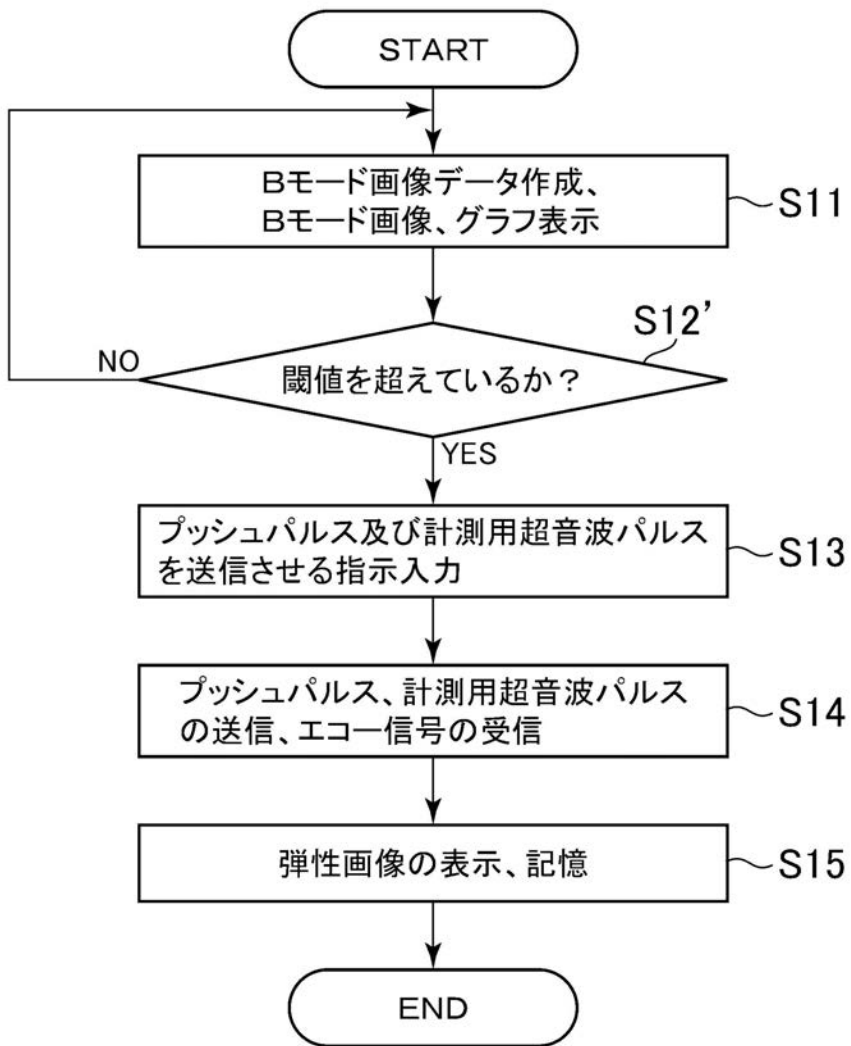 START
Bモード画像データ作成、
Bモード画像、グラフ表示
S11
S12’
閾値を超えているか？
NO
YES
プッシュパルス及び計測用超音波パルス
を送信させる指示入力
S13
プッシュパルス、計測用超音波パルス
の送信、エコー信号の受信
S14
弾性画像の表示、記憶
S15
END